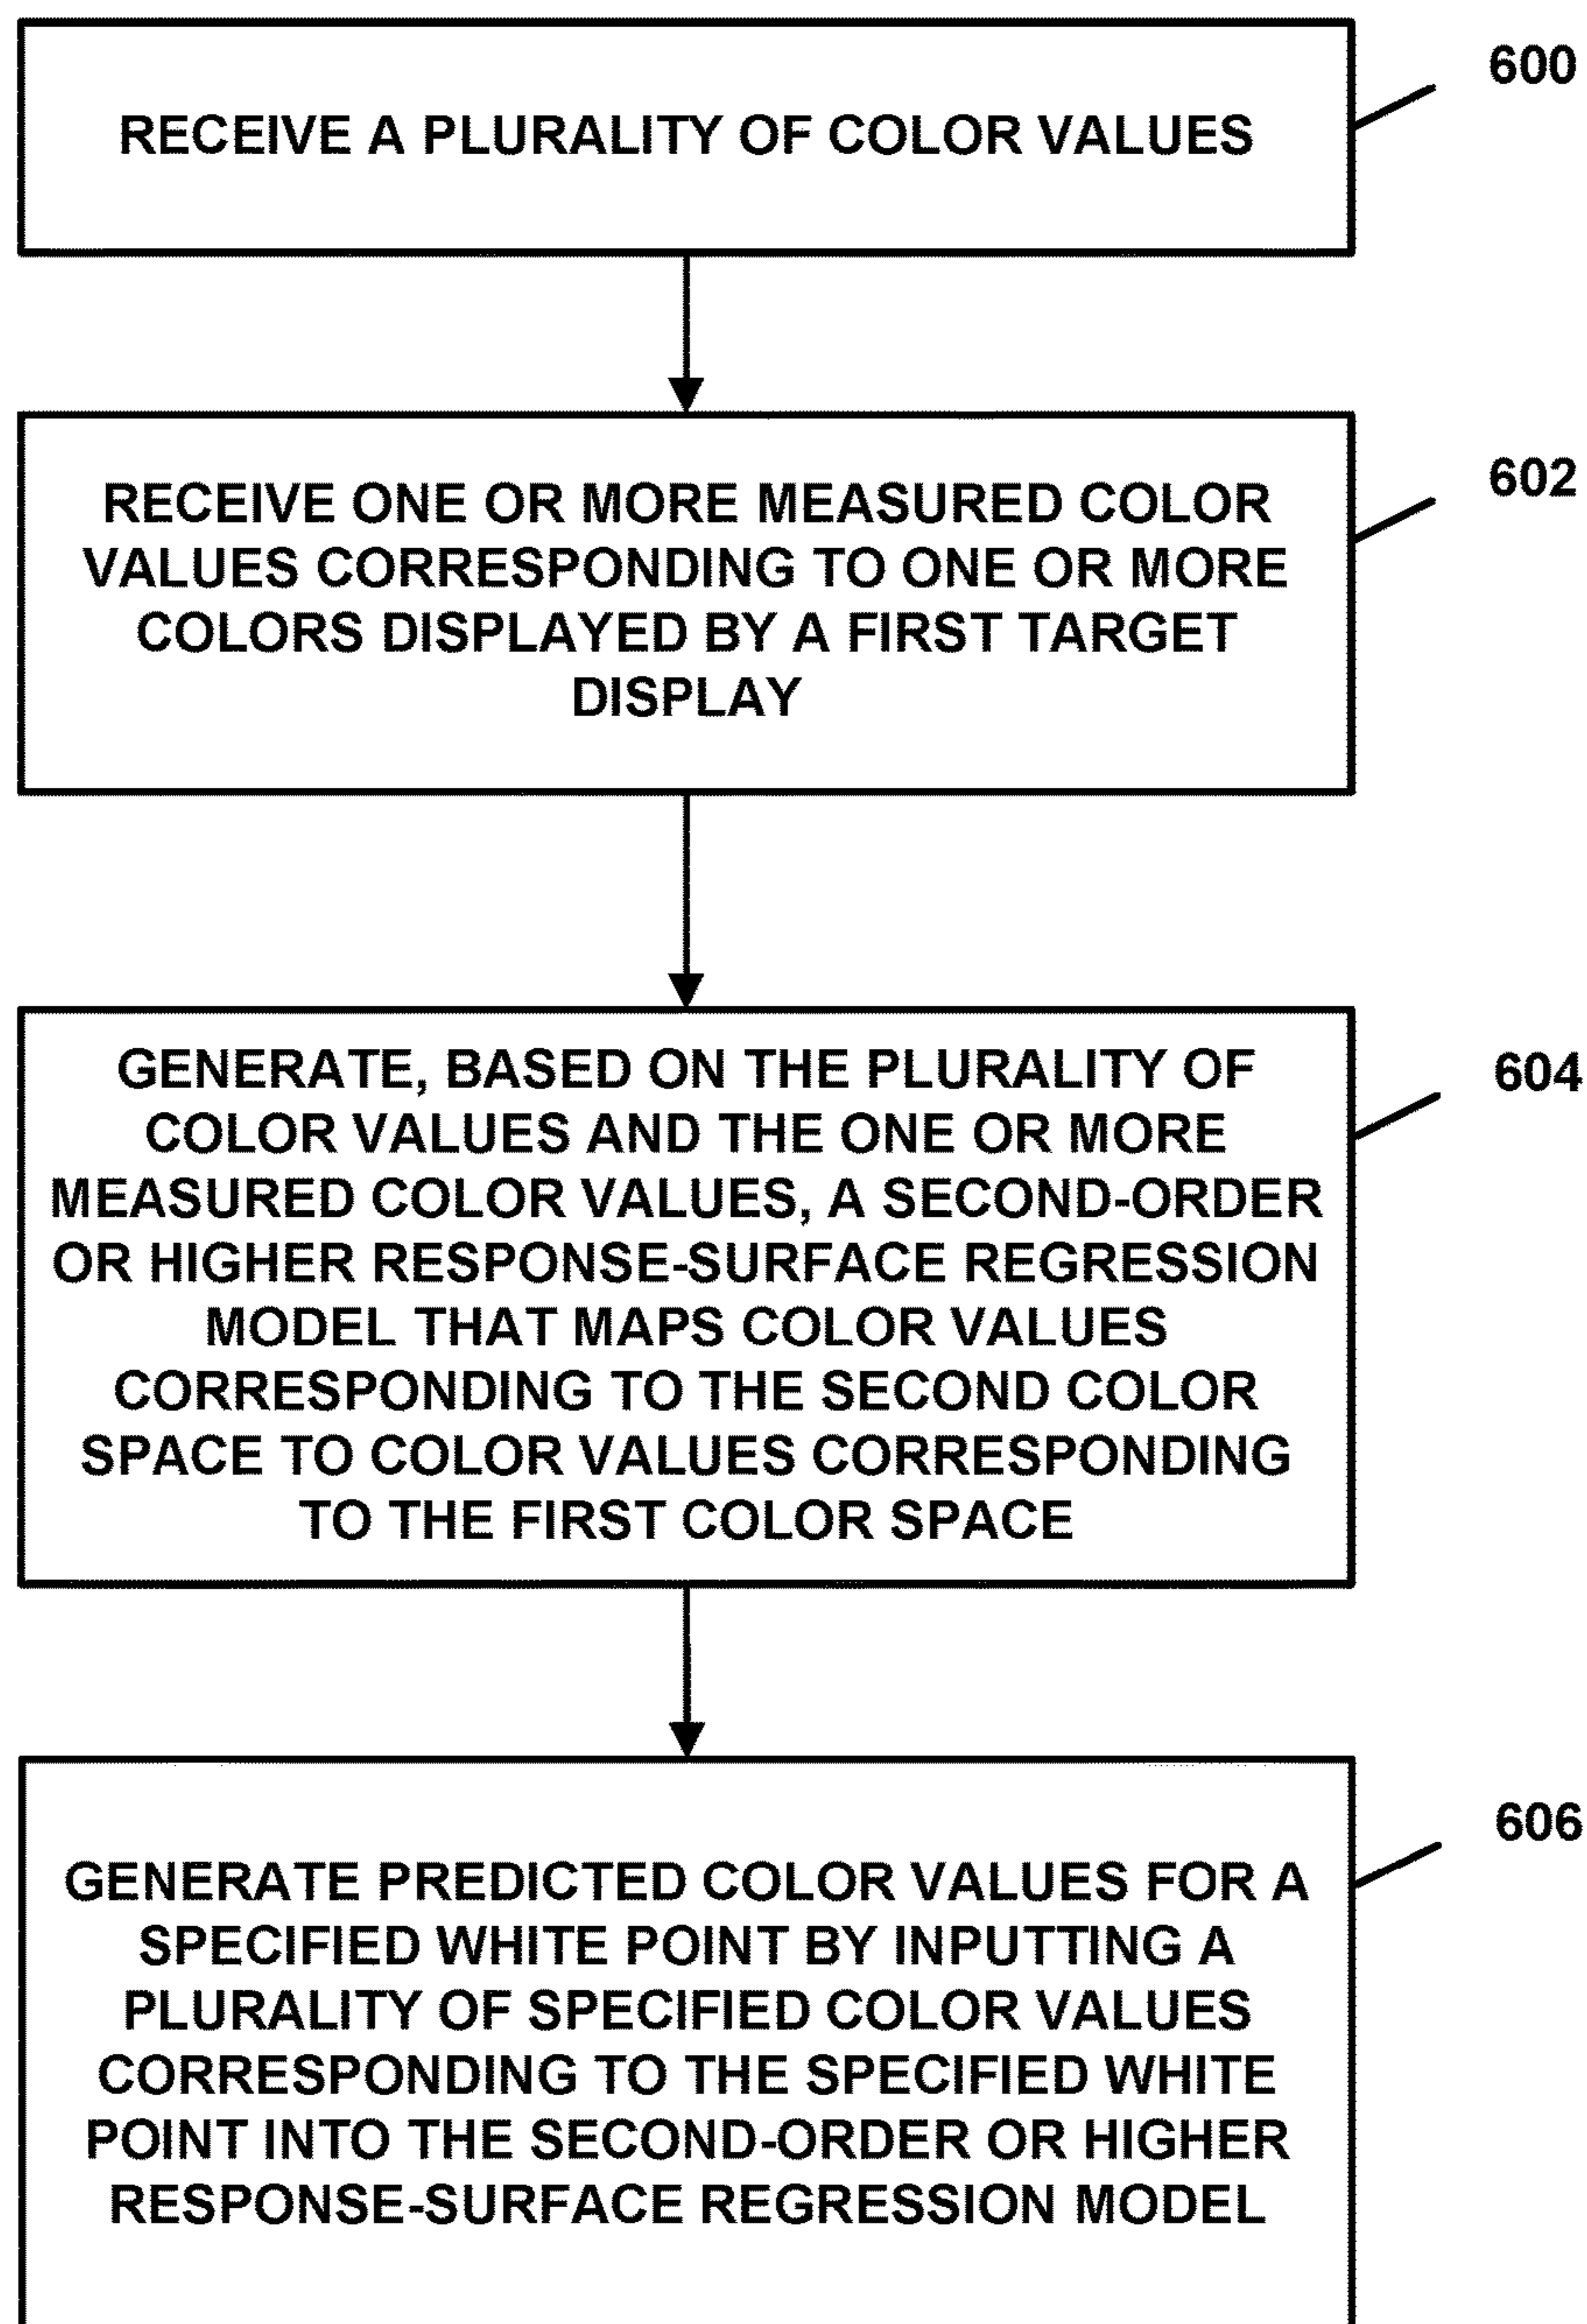 RECEIVE A PLURALITY OF COLOR VALUES
600
RECEIVE ONE OR MORE MEASURED COLOR
VALUES CORRESPONDING TO ONE OR MORE
COLORS DISPLAYED BY A FIRST TARGET
DISPLAY
602
GENERATE, BASED ON THE PLURALITY OF
COLOR VALUES AND THE ONE OR MORE
MEASURED COLOR VALUES, A SECOND-ORDER
OR HIGHER RESPONSE-SURFACE REGRESSION
MODEL THAT MAPS COLOR VALUES
CORRESPONDING TO THE SECOND COLOR
SPACE TO COLOR VALUES CORRESPONDING
TO THE FIRST COLOR SPACE
604
GENERATE PREDICTED COLOR VALUES FOR A
SPECIFIED WHITE POINT BY INPUTTING A
PLURALITY OF SPECIFIED COLOR VALUES
CORRESPONDING TO THE SPECIFIED WHITE
POINT INTO THE SECOND-ORDER OR HIGHER
RESPONSE-SURFACE REGRESSION MODEL
606